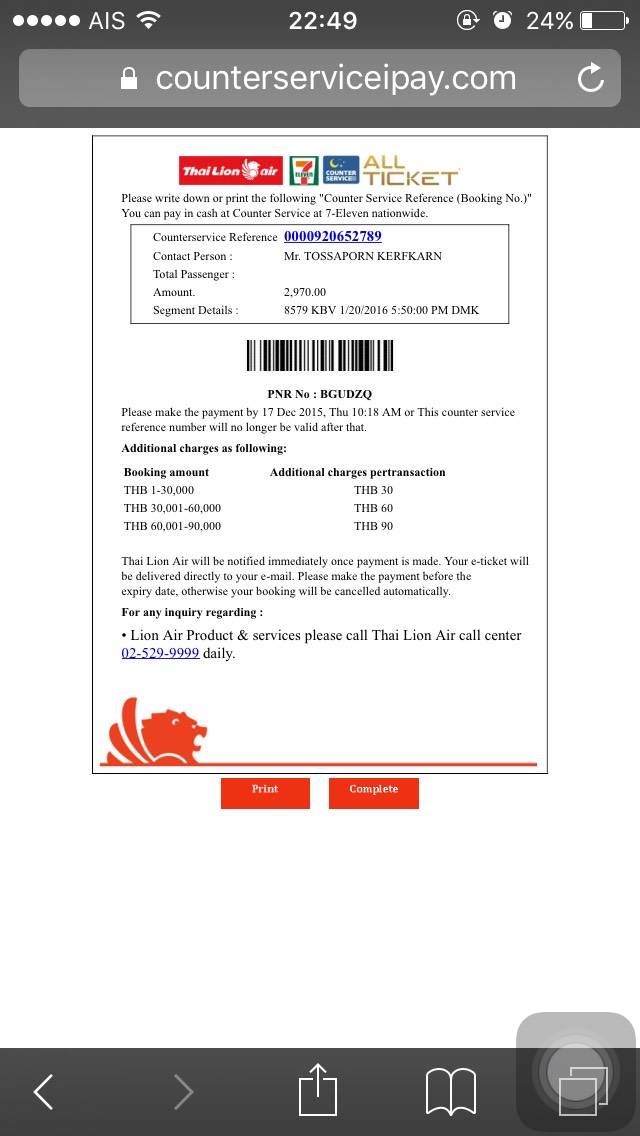 AIS 22:49 24%
counterserviceipay.com
Thai Lion air 7 ELEVEN COUNTER SERVICE ALL TICKET
Please write down or print the following "Counter Service Reference (Booking No.)"
You can pay in cash at Counter Service at 7-Eleven nationwide.
Counterservice Reference 0000920652789
Contact Person : Mr. TOSSAPORN KERFKARN
Total Passenger :
Amount. 2,970.00
Segment Details : 8579 KBV 1/20/2016 5:50:00 PM DMK
PNR No : BGUDZQ
Please make the payment by 17 Dec 2015, Thu 10:18 AM or This counter service
reference number will no longer be valid after that.
Additional charges as following:
Booking amount Additional charges pertransaction
THB 1-30,000 THB 30
THB 30,001-60,000 THB 60
THB 60,001-90,000 THB 90
Thai Lion Air will be notified immediately once payment is made. Your e-ticket will
be delivered directly to your e-mail. Please make the payment before the
expiry date, otherwise your booking will be cancelled automatically.
For any inquiry regarding :
• Lion Air Product & services please call Thai Lion Air call center
02-529-9999 daily.
Print Complete